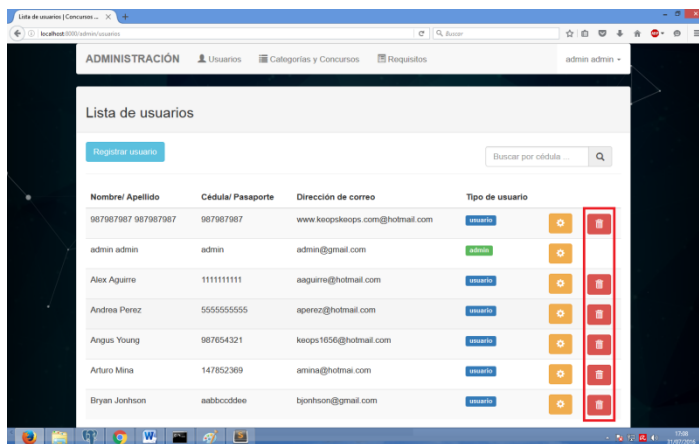 Lista de usuarios | Concursos ...
localhost:8000/admin/usuarios
Buscar
ADMINISTRACIÓN Usuarios Categorías y Concursos Requisitos admin admin
Lista de usuarios
Registrar usuario
Buscar por cédula ...
Nombre/ Apellido Cédula/ Pasaporte Dirección de correo Tipo de usuario
987987987 987987987 987987987 www.keopskeops.com@hotmail.com usuario
admin admin admin admin@gmail.com admin
Alex Aguirre 1111111111 aaguirre@hotmail.com usuario
Andrea Perez 5555555555 aperez@hotmail.com usuario
Angus Young 987654321 keops1656@hotmail.com usuario
Arturo Mina 147852369 amina@hotmai.com usuario
Bryan Jonhson aabbccddee bjonhson@gmail.com usuario
17:00